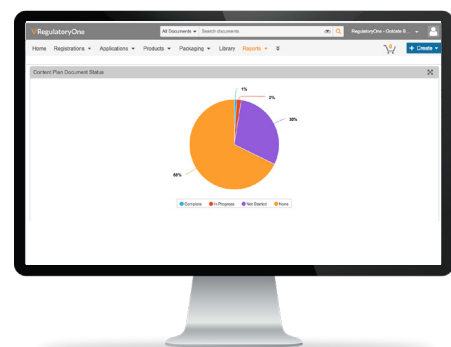 RegulatoryOne
All Documents Search documents
RegulatoryOne - Globale B...
Home Registrations Applications Products Packaging Library Reports
+ Create
Content Plan Document Status
1%
2%
30%
68%
Complete In Progress Not Started None